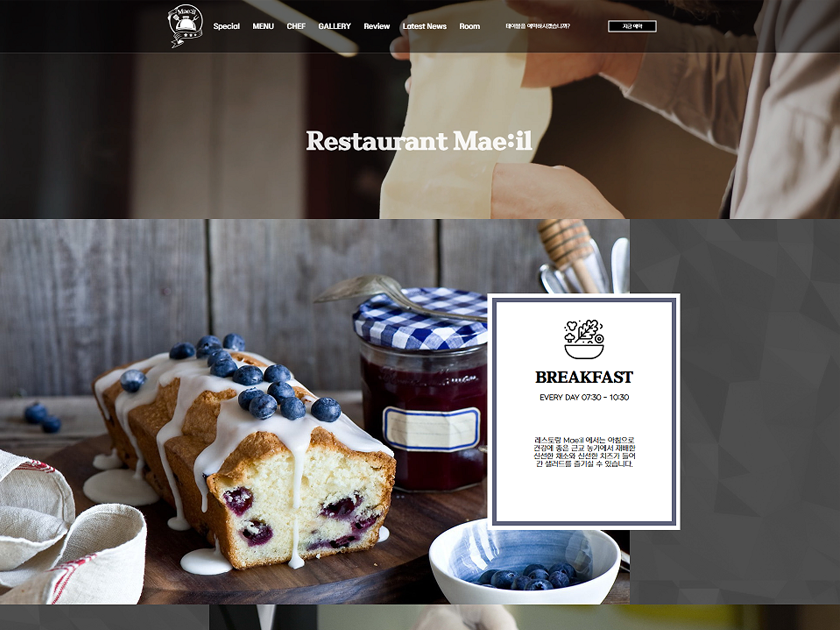 Mae:il
Special MENU CHEF GALLERY Review Latest News Room 테이블을 예약하시겠습니까? 지금 예약
Restaurant Mae:il
BREAKFAST
EVERY DAY 07:30 - 10:30
레스토랑 Mae:il 에서는 아침으로
건강에 좋은 근교 농가에서 재배한
신선한 채소와 신선한 치즈가 들어
간 샐러드를 즐기실 수 있습니다.